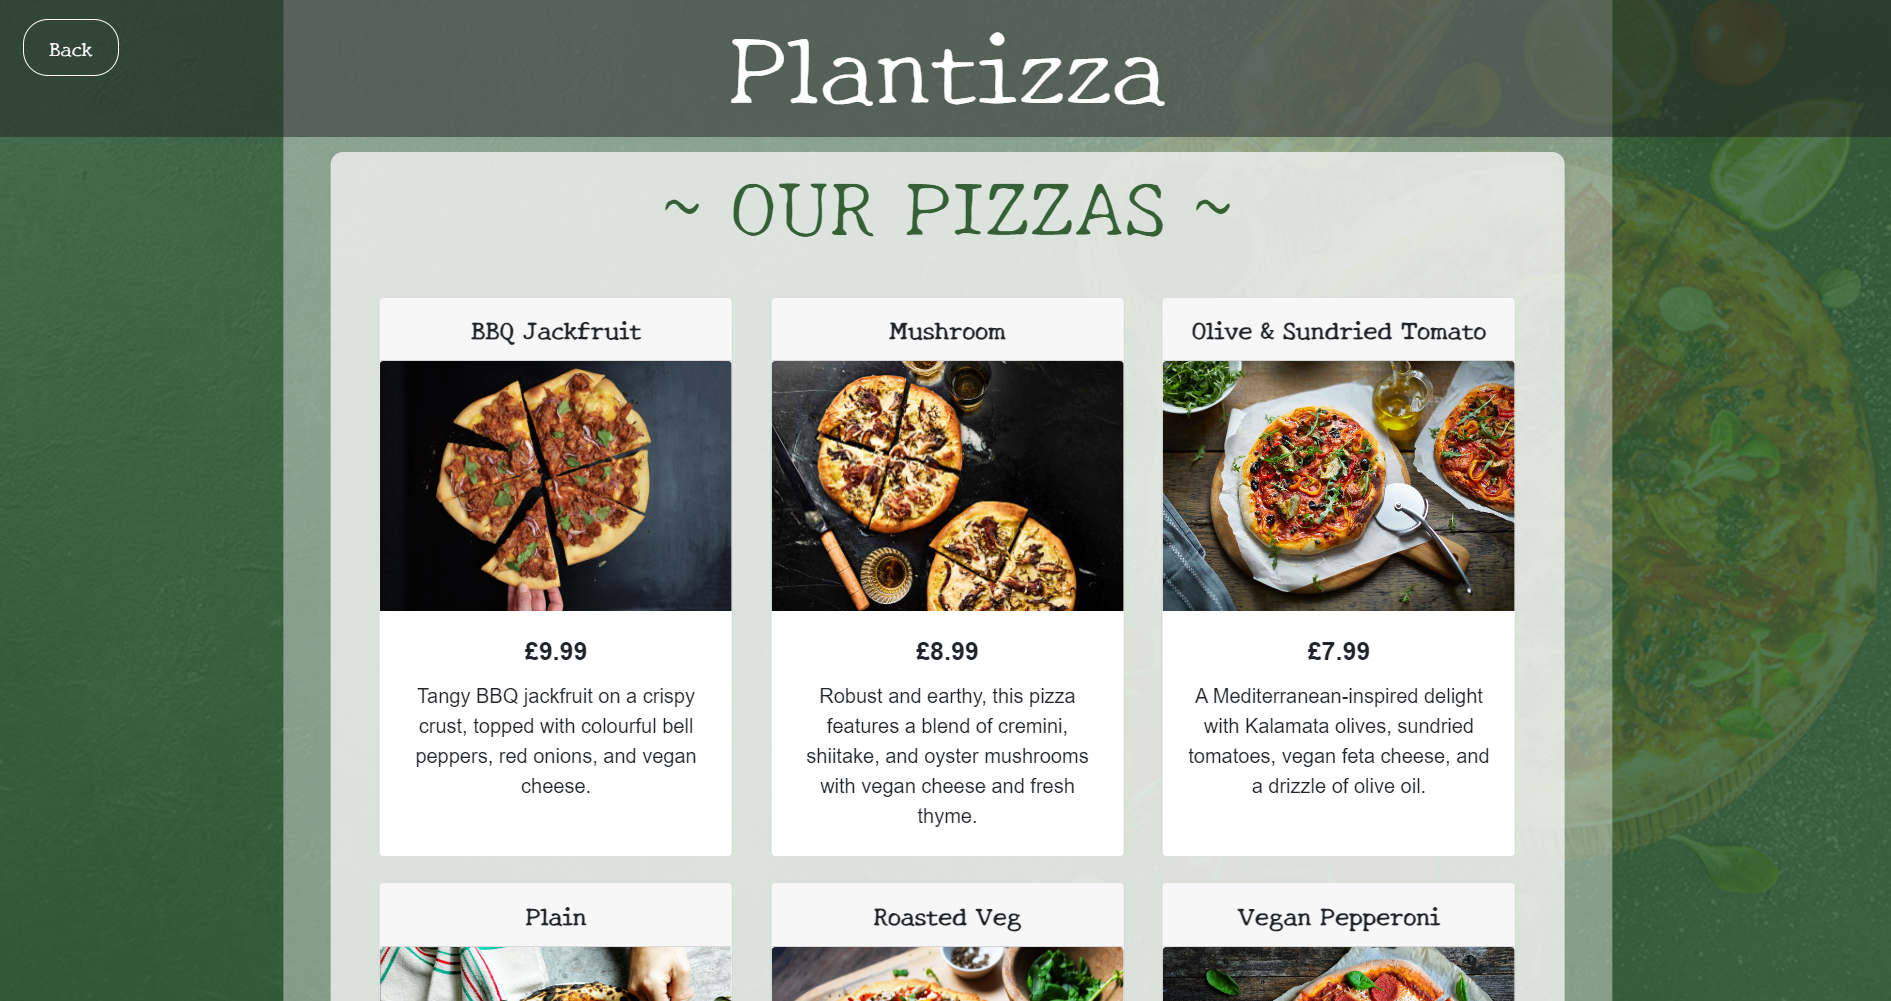 Back
Plantizza
~ OUR PIZZAS ~
BBQ Jackfruit
£9.99
Tangy BBQ jackfruit on a crispy
crust, topped with colourful bell
peppers, red onions, and vegan
cheese.
Mushroom
£8.99
Robust and earthy, this pizza
features a blend of cremini,
shiitake, and oyster mushrooms
with vegan cheese and fresh
thyme.
Olive & Sundried Tomato
£7.99
A Mediterranean-inspired delight
with Kalamata olives, sundried
tomatoes, vegan feta cheese, and
a drizzle of olive oil.
Plain
Roasted Veg
Vegan Pepperoni